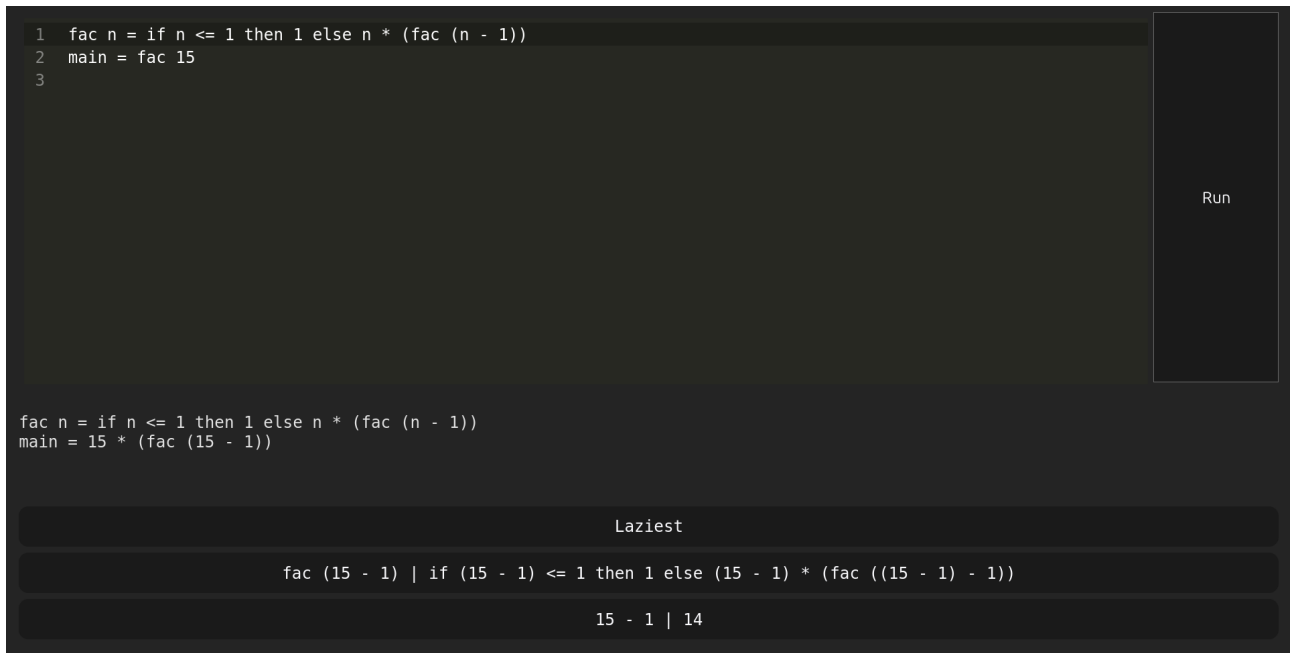 1 fac n = if n <= 1 then 1 else n * (fac (n - 1))
2 main = fac 15
3
Run
fac n = if n <= 1 then 1 else n * (fac (n - 1))
main = 15 * (fac (15 - 1))
Laziest
fac (15 - 1) | if (15 - 1) <= 1 then 1 else (15 - 1) * (fac ((15 - 1) - 1))
15 - 1 | 14